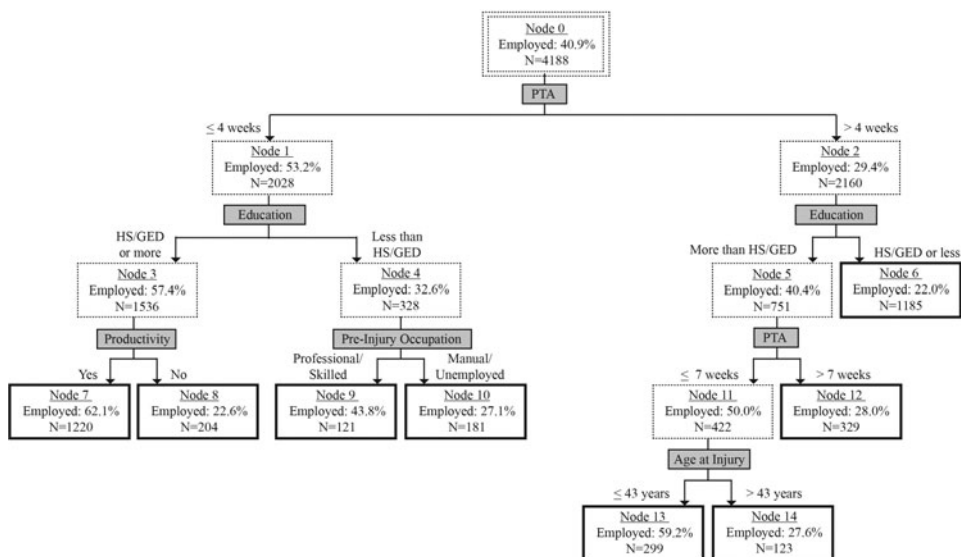 Node 0
Employed: 40.9%
N=4188
PTA
≤ 4 weeks
> 4 weeks
Node 1
Employed: 53.2%
N=2028
Node 2
Employed: 29.4%
N=2160
Education
Education
HS/GED
or more
Less than
HS/GED
More than HS/GED
HS/GED or less
Node 3
Employed: 57.4%
N=1536
Node 4
Employed: 32.6%
N=328
Node 5
Employed: 40.4%
N=751
Node 6
Employed: 22.0%
N=1185
Productivity
Pre-Injury Occupation
PTA
Yes
No
Professional/
Skilled
Manual/
Unemployed
≤ 7 weeks
> 7 weeks
Node 7
Employed: 62.1%
N=1220
Node 8
Employed: 22.6%
N=204
Node 9
Employed: 43.8%
N=121
Node 10
Employed: 27.1%
N=181
Node 11
Employed: 50.0%
N=422
Node 12
Employed: 28.0%
N=329
Age at Injury
≤ 43 years
> 43 years
Node 13
Employed: 59.2%
N=299
Node 14
Employed: 27.6%
N=123